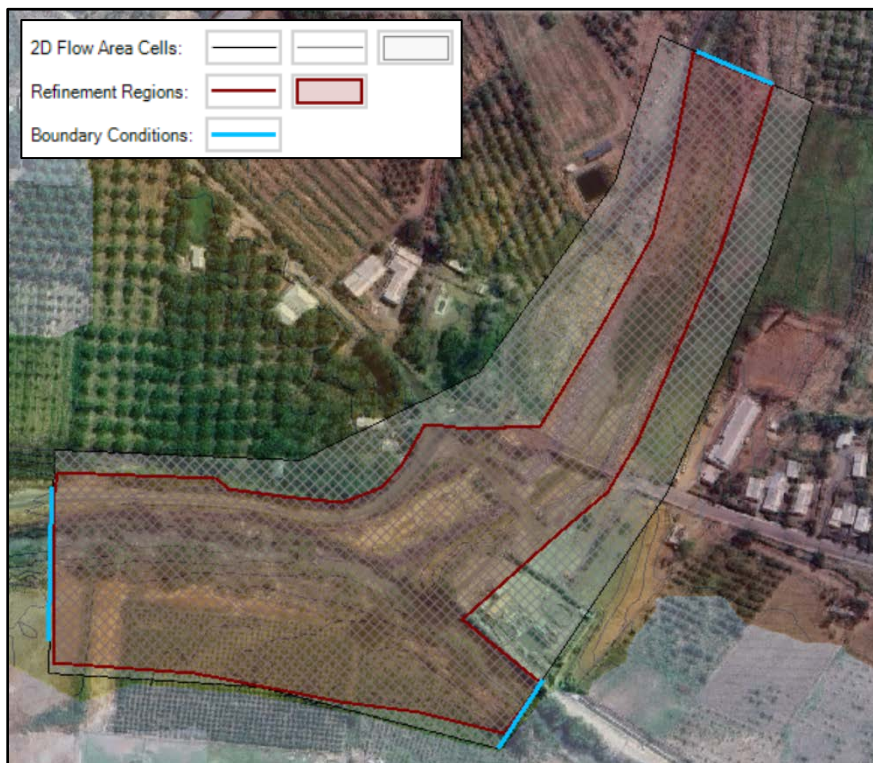 2D Flow Area Cells:
Refinement Regions:
Boundary Conditions: